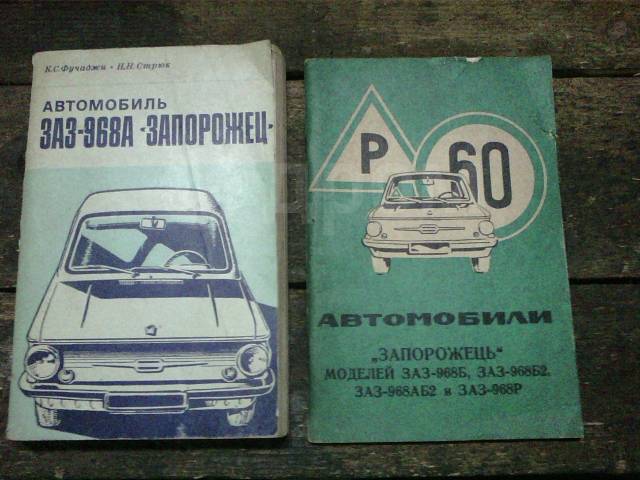 К.С.Фучаджи • Н.Н.Стрюк
АВТОМОБИЛЬ
ЗАЗ-968А «ЗАПОРОЖЕЦ»
Р
60
АВТОМОБИЛИ
„ЗАПОРОЖЕЦЬ“
МОДЕЛЕЙ ЗАЗ-968Б, ЗАЗ-968Б2,
ЗАЗ-968АБ2 и ЗАЗ-968Р